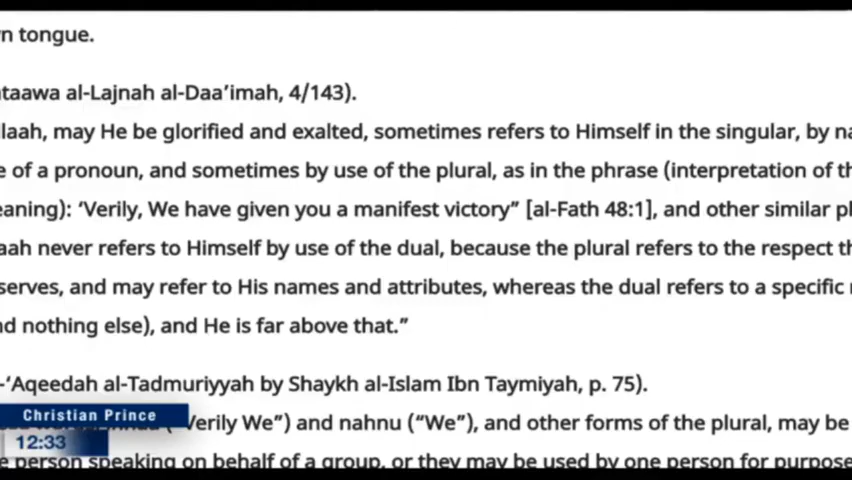 n tongue.
ataawa al-Lajnah al-Daa'imah, 4/143).
llaah, may He be glorified and exalted, sometimes refers to Himself in the singular, by na
e of a pronoun, and sometimes by use of the plural, as in the phrase (interpretation of th
eaning): 'Verily, We have given you a manifest victory" [al-Fath 48:1], and other similar pl
aah never refers to Himself by use of the dual, because the plural refers to the respect th
serves, and may refer to His names and attributes, whereas the dual refers to a specific
nd nothing else), and He is far above that."
-'Aqeedah al-Tadmuriyyah by Shaykh al-Islam Ibn Taymiyah, p. 75).
Verily We") and nahnu ("We"), and other forms of the plural, may be
e person speaking on behalf of a group, or they may be used by one person for purpose
Christian Prince
12:33